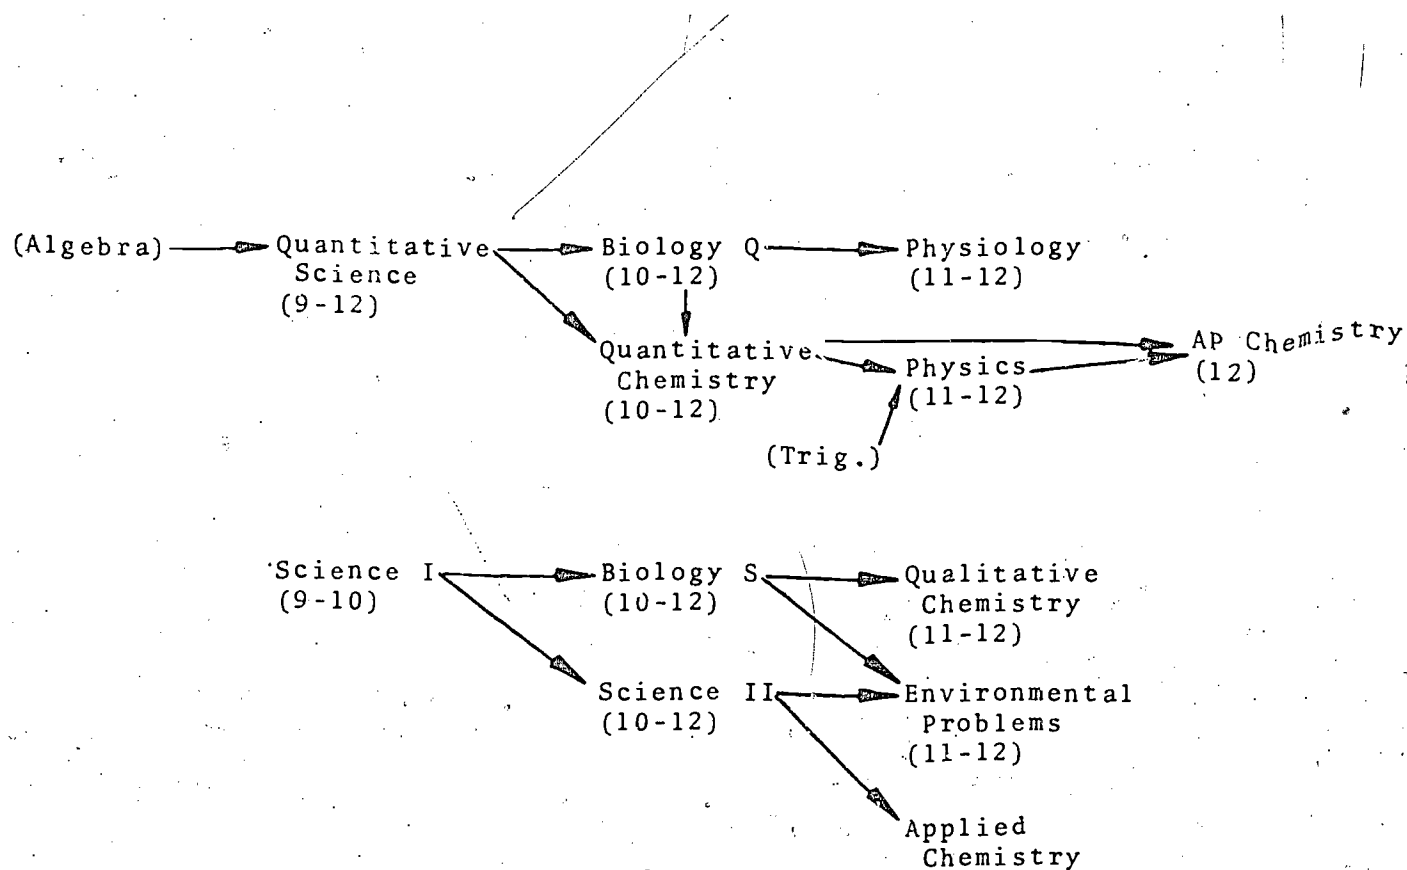 (Algebra)
Quantitative
Science
(9-12)
Biology Q
(10-12)
Physiology
(11-12)
Quantitative
Chemistry
(10-12)
Physics
(11-12)
AP Chemistry
(12)
(Trig.)
Science I
(9-10)
Biology S
(10-12)
Qualitative
Chemistry
(11-12)
Science II
(10-12)
Environmental
Problems
(11-12)
Applied
Chemistry